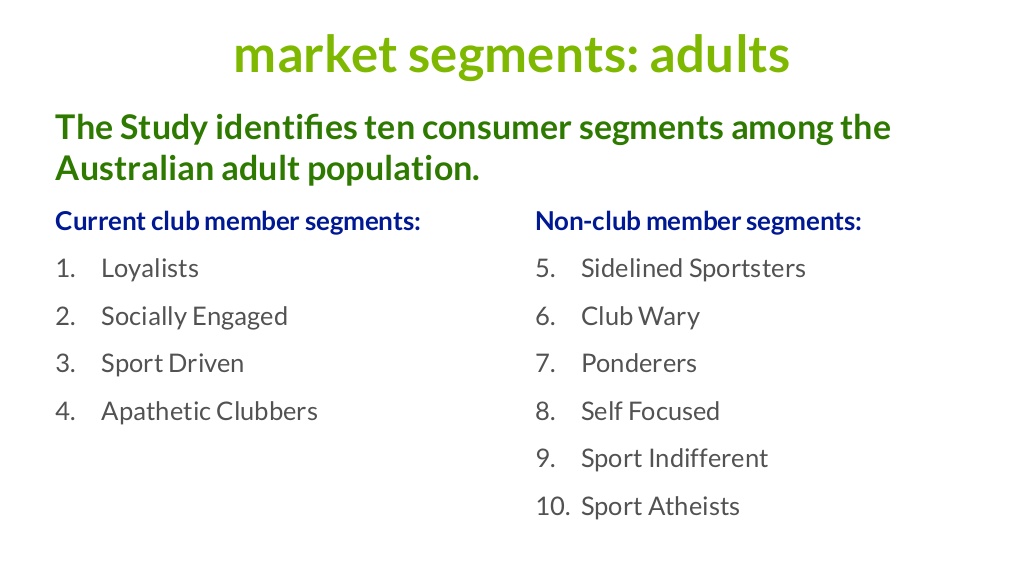 market segments: adults
The Study identifies ten consumer segments among the
Australian adult population.
Current club member segments:
1. Loyalists
2. Socially Engaged
3. Sport Driven
4. Apathetic Clubbers
Non-club member segments:
5. Sidelined Sportsters
6. Club Wary
7. Ponderers
8. Self Focused
9. Sport Indifferent
10. Sport Atheists